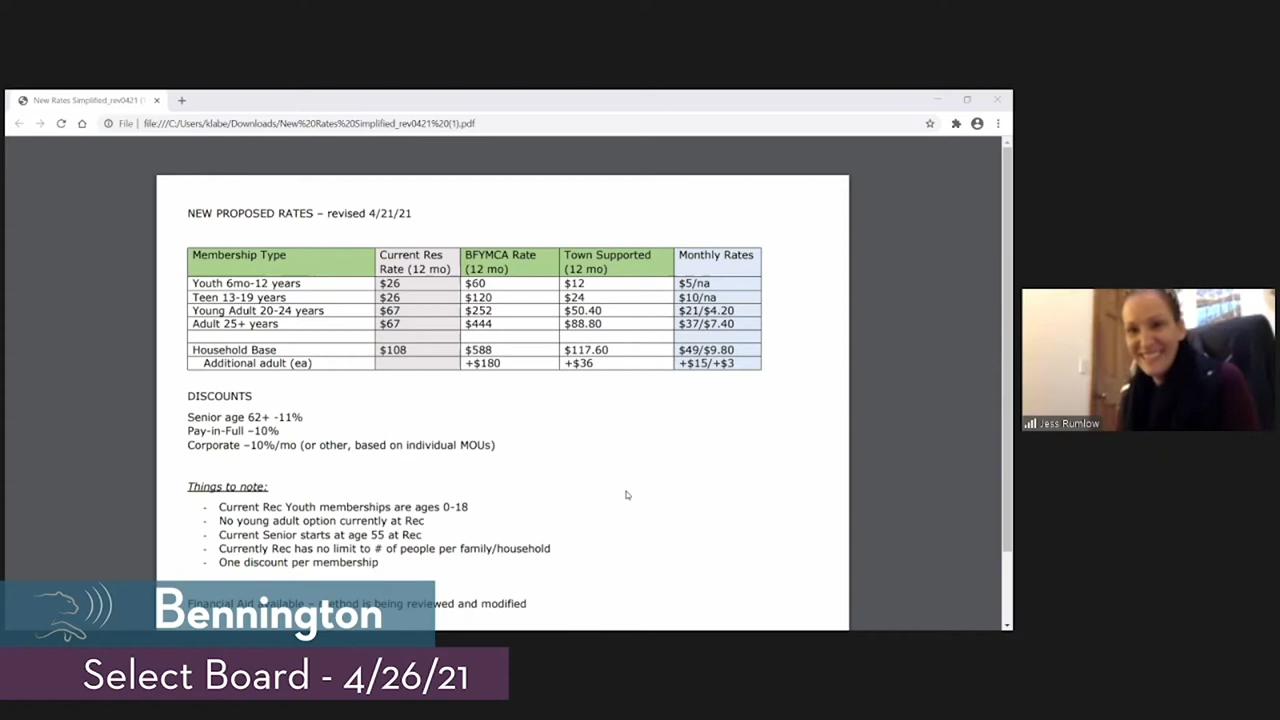 New Rates Simplified_rev0421 (1
File file:///C:/Users/klabe/Downloads/New%20Rates%20Simplified_rev0421%20(1).pdf
NEW PROPOSED RATES – revised 4/21/21
Membership Type Current Res Rate (12 mo) BFYMCA Rate (12 mo) Town Supported (12 mo) Monthly Rates
Youth 6mo-12 years $26 $60 $12 $5/na
Teen 13-19 years $26 $120 $24 $10/na
Young Adult 20-24 years $67 $252 $50.40 $21/$4.20
Adult 25+ years $67 $444 $88.80 $37/$7.40
Household Base $108 $588 $117.60 $49/$9.80
Additional adult (ea) +$180 +$36 +$15/+$3
DISCOUNTS
Senior age 62+ -11%
Pay-in-Full –10%
Corporate –10%/mo (or other, based on individual MOUs)
Things to note:
- Current Rec Youth memberships are ages 0-18
- No young adult option currently at Rec
- Current Senior starts at age 55 at Rec
- Currently Rec has no limit to # of people per family/household
- One discount per membership
Financial Aid available – method is being reviewed and modified
Jess Rumlow
Bennington
Select Board - 4/26/21